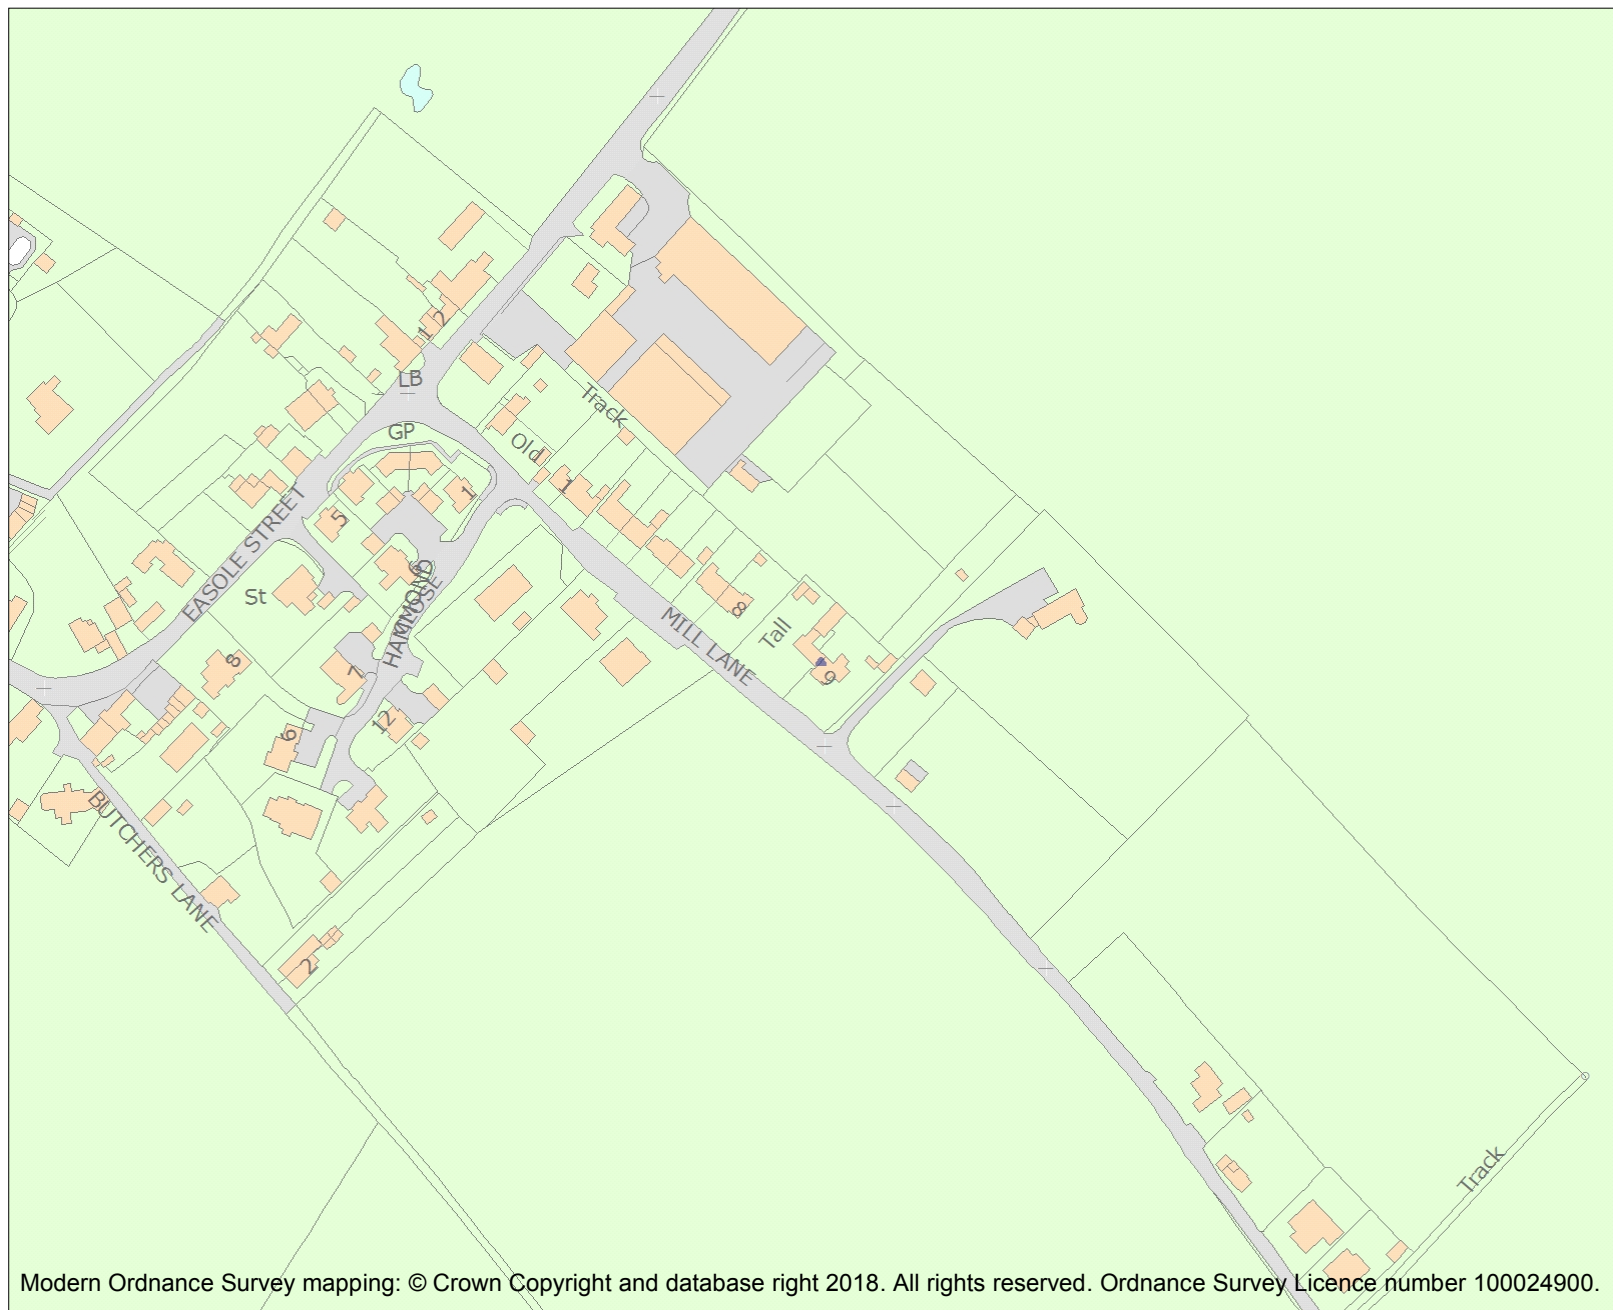 1 2
LB
Track
GP
Old
1
1
5
EASOLE STREET
6
St
HAMMOND
CLOSE
8
MILL LANE
Tall
9
8
7
12
9
BUTCHERS LANE
2
Track
Modern Ordnance Survey mapping: © Crown Copyright and database right 2018. All rights reserved. Ordnance Survey Licence number 100024900.